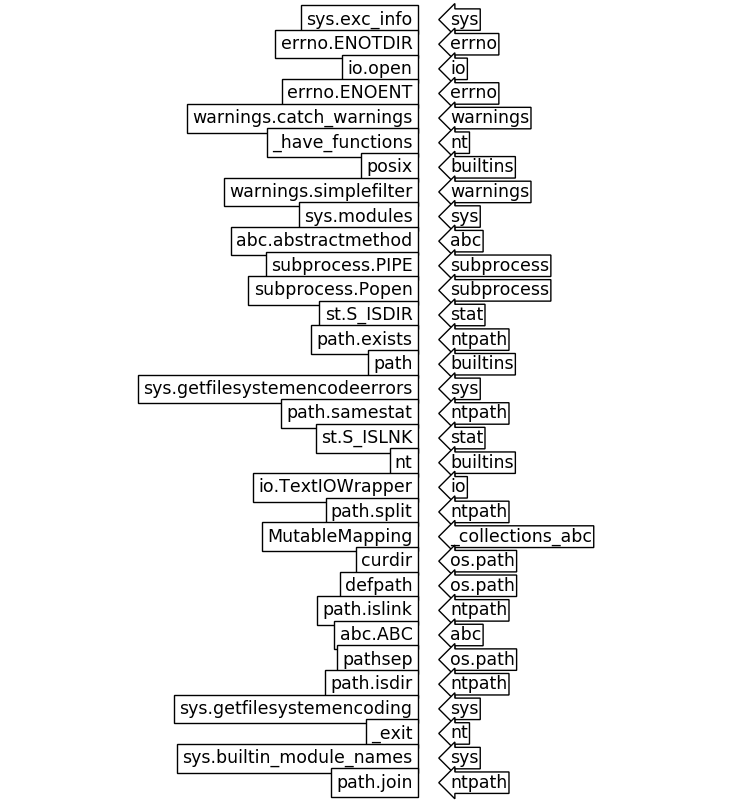 sys.exc_info sys
errno.ENOTDIR errno
io.open io
errno.ENOENT errno
warnings.catch_warnings warnings
_have_functions nt
posix builtins
warnings.simplefilter warnings
sys.modules sys
abc.abstractmethod abc
subprocess.PIPE subprocess
subprocess.Popen subprocess
st.S_ISDIR stat
path.exists ntpath
path builtins
sys.getfilesystemencodeerrors sys
path.samestat ntpath
st.S_ISLNK stat
nt builtins
io.TextIOWrapper io
path.split ntpath
MutableMapping _collections_abc
curdir os.path
defpath os.path
path.islink ntpath
abc.ABC abc
pathsep os.path
path.isdir ntpath
sys.getfilesystemencoding sys
_exit nt
sys.builtin_module_names sys
path.join ntpath